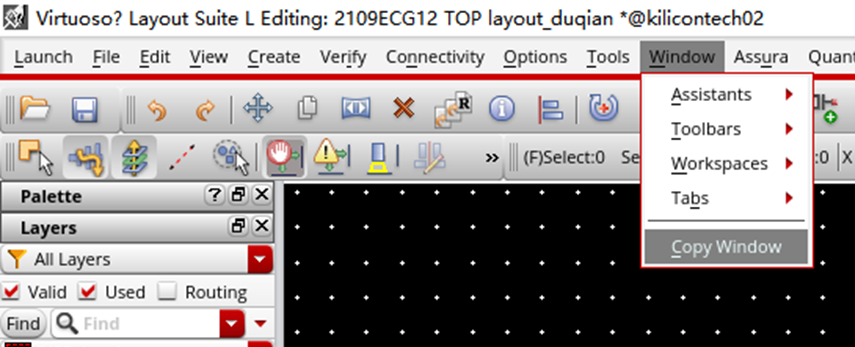 Virtuoso? Layout Suite L Editing: 2109ECG12 TOP layout_duqian *@kilicontech02
Launch File Edit View Create Verify Connectivity Options Tools Window Assura Quant
Assistants
R
Toolbars
(F)Select:0 Se :0 X
Workspaces
Palette ?
Tabs
Layers
Copy Window
All Layers
Valid Used Routing
Find Find